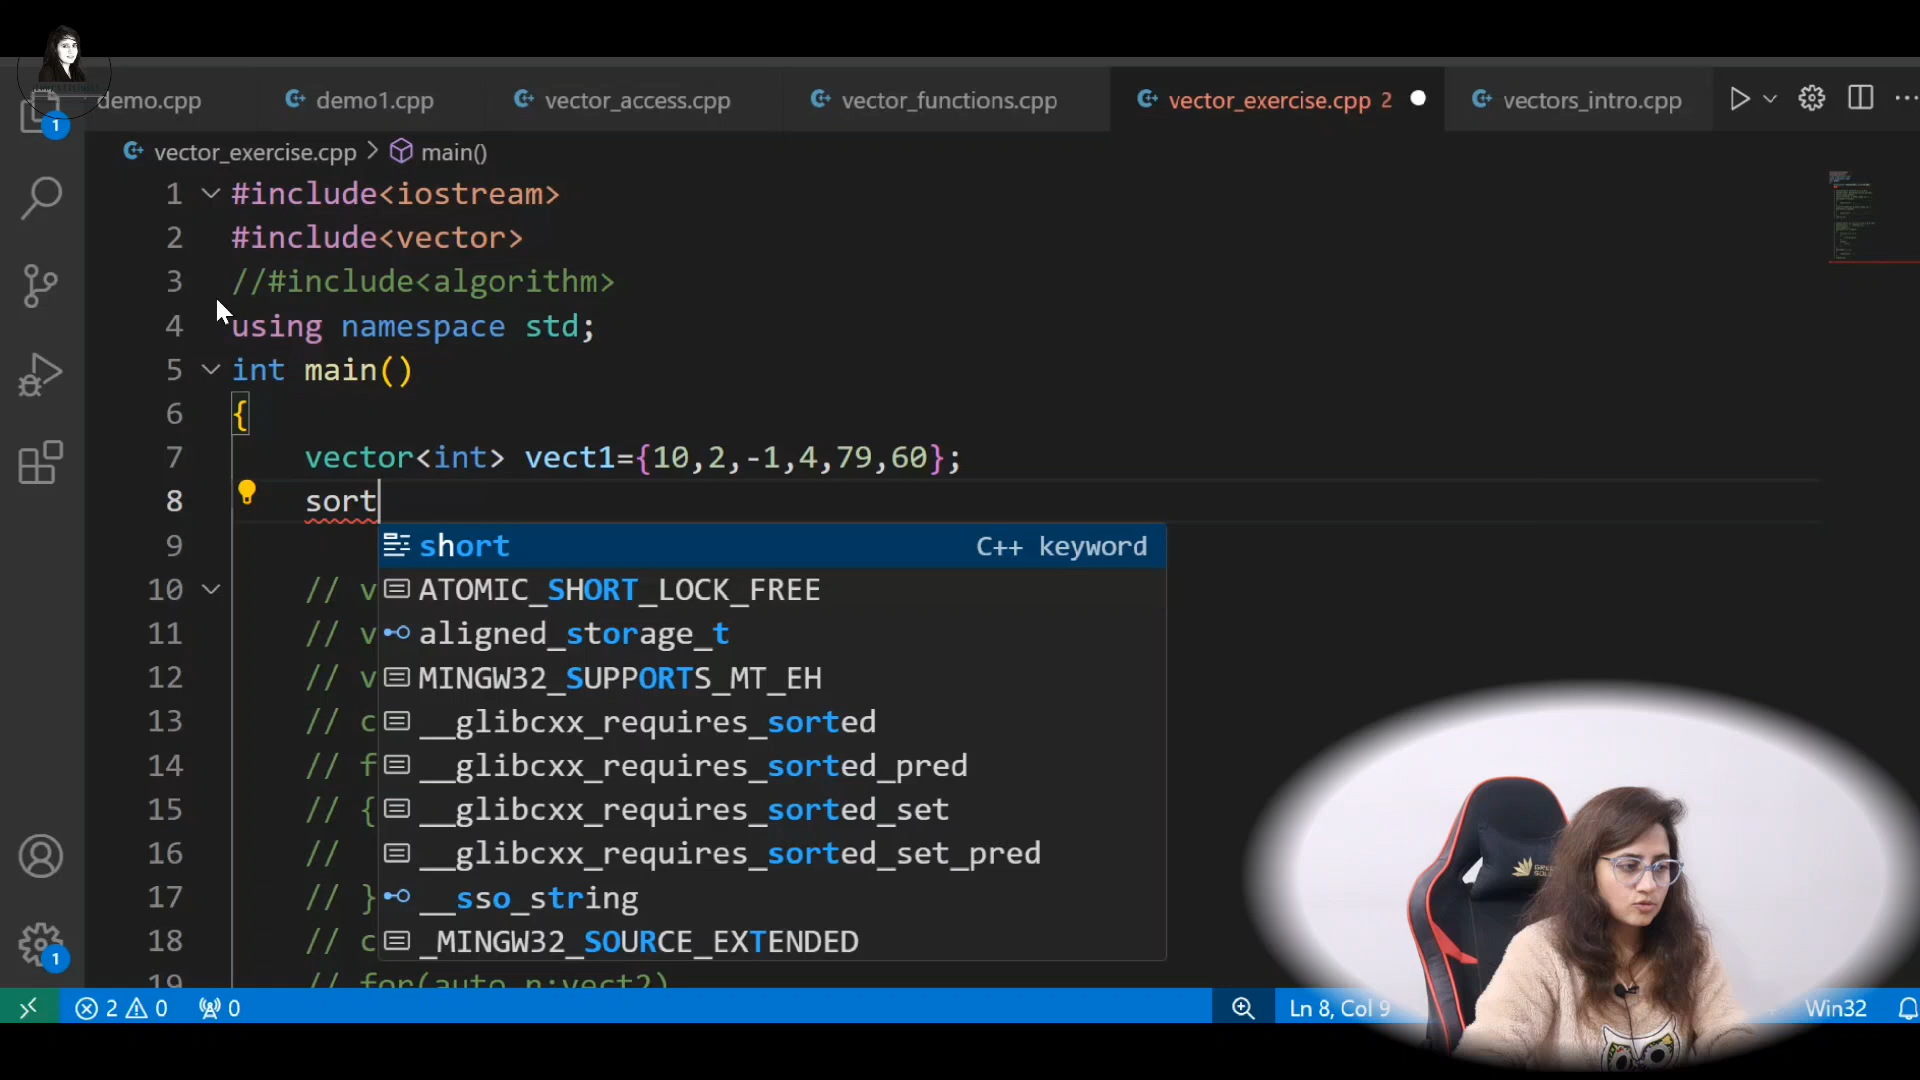 demo.cpp demo1.cpp vector_access.cpp vector_functions.cpp vector_exercise.cpp 2 vectors_intro.cpp
vector_exercise.cpp > main()
1 #include<iostream>
2 #include<vector>
3 //#include<algorithm>
4 using namespace std;
5 int main()
6 {
7 vector<int> vect1={10,2,-1,4,79,60};
8 sort
9
short C++ keyword
10 // v ATOMIC_SHORT_LOCK_FREE
11 // v aligned_storage_t
12 // v MINGW32_SUPPORTS_MT_EH
13 // c __glibcxx_requires_sorted
14 // f __glibcxx_requires_sorted_pred
15 // { __glibcxx_requires_sorted_set
16 // __glibcxx_requires_sorted_set_pred
17 // } __sso_string
18 // c _MINGW32_SOURCE_EXTENDED
19 // for(auto n:vect2)
1
1
2 0 0 Ln 8, Col 9 Win32